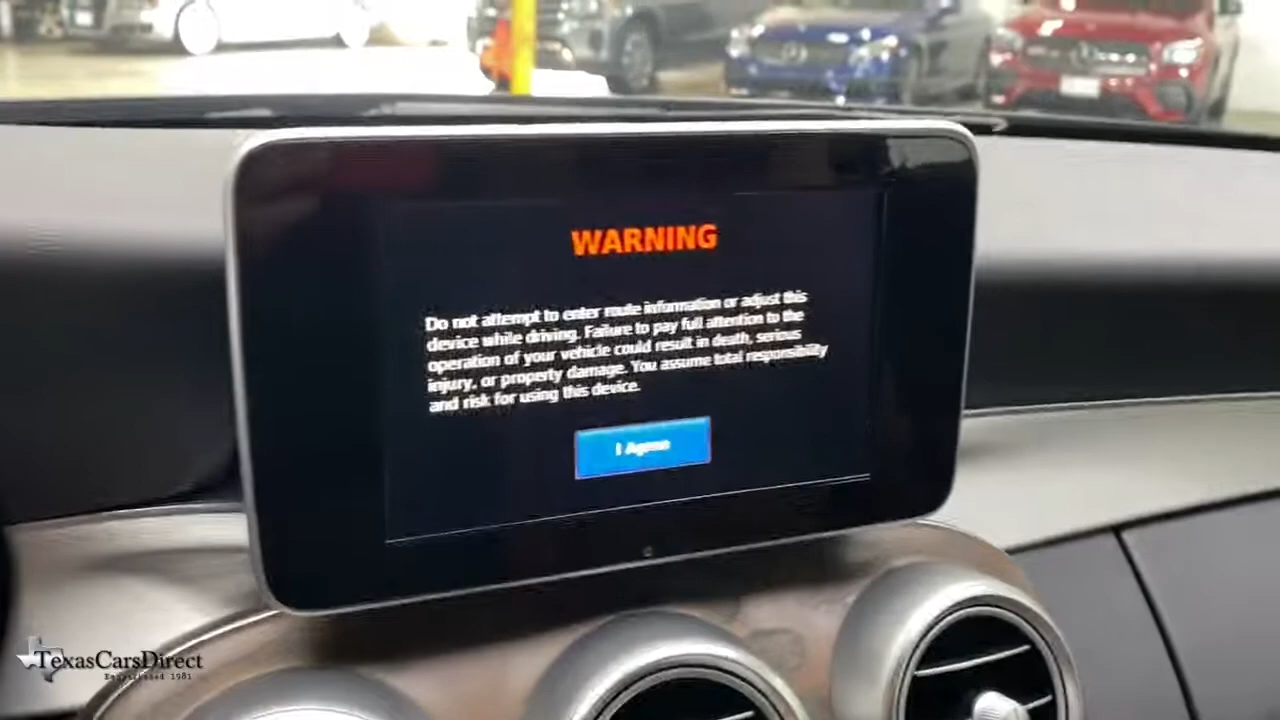 WARNING
Do not attempt to enter route information or adjust this
device while driving. Failure to pay full attention to the
operation of your vehicle could result in death, serious
injury, or property damage. You assume total responsibility
and risk for using this device.
I Agree
TexasCarsDirect
Established 1981